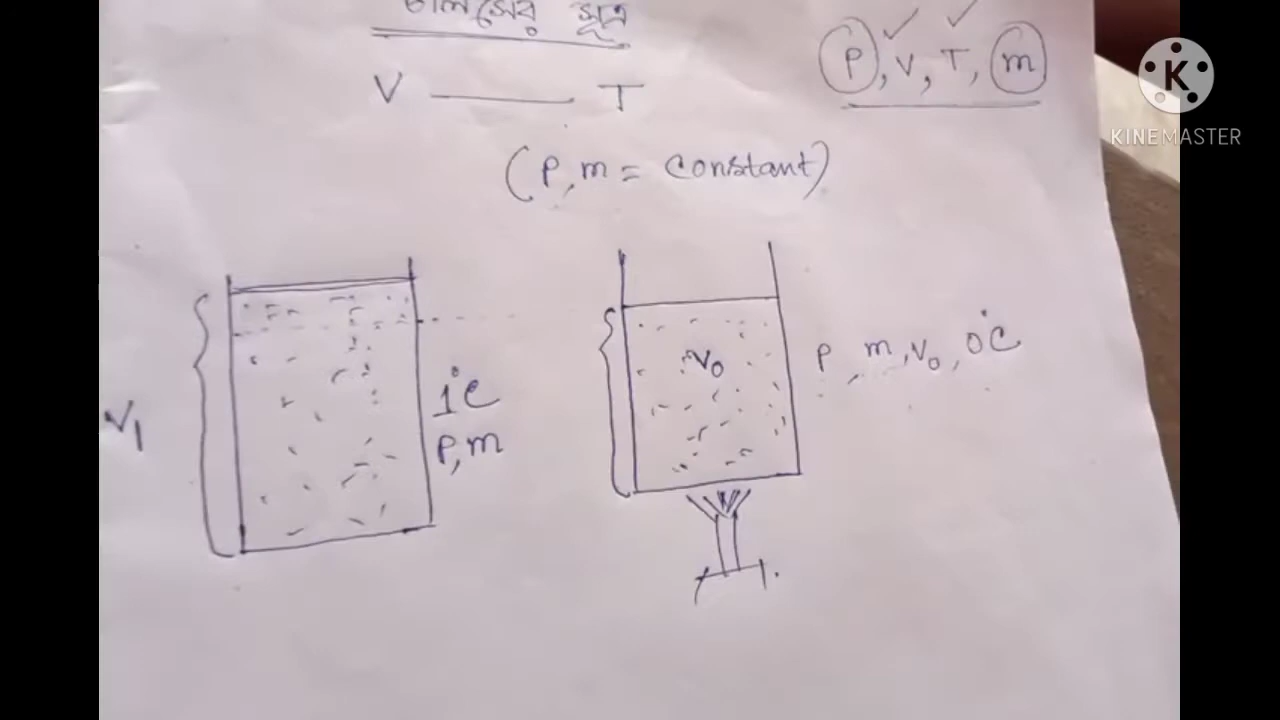 চার্লসের সূত্র
P, V, T, m
V — T
(P, m = constant)
V₀
P, m, V₀, 0°C
V₁
1°C
P, m
KINEMASTER